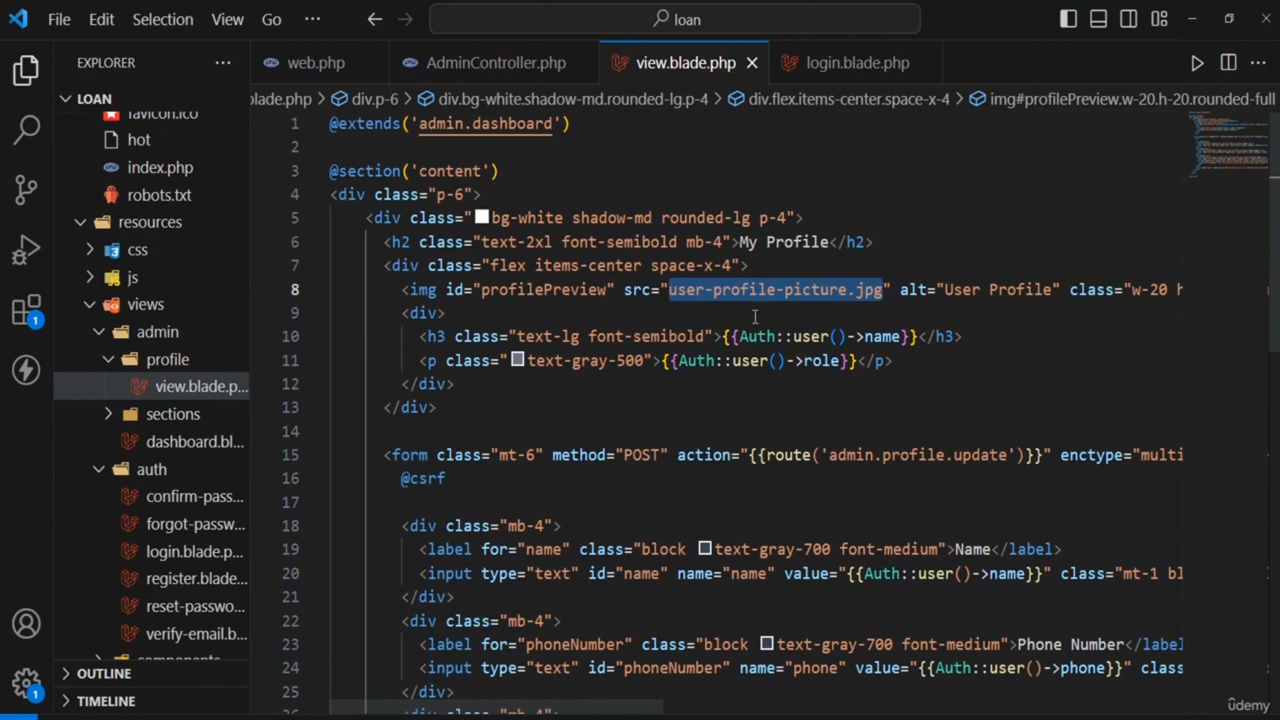 File Edit Selection View Go ··· loan
EXPLORER ···
web.php AdminController.php view.blade.php login.blade.php ···
LOAN
blade.php > div.p-6 > div.bg-white.shadow-md.rounded-lg.p-4 > div.flex.items-center.space-x-4 > img#profilePreview.w-20.h-20.rounded-full
favicon.ico
hot
index.php
robots.txt
resources
css
js
views
admin
profile
view.blade.p...
sections
dashboard.bl...
auth
confirm-pass...
forgot-passw...
login.blade.p...
register.blade...
reset-passwo...
verify-email.b...
components
OUTLINE
TIMELINE
1
1
1 @extends('admin.dashboard')
2
3 @section('content')
4 <div class="p-6">
5 <div class="bg-white shadow-md rounded-lg p-4">
6 <h2 class="text-2xl font-semibold mb-4">My Profile</h2>
7 <div class="flex items-center space-x-4">
8 <img id="profilePreview" src="user-profile-picture.jpg" alt="User Profile" class="w-20 h
9 <div>
10 <h3 class="text-lg font-semibold">{{Auth::user()->name}}</h3>
11 <p class="text-gray-500">{{Auth::user()->role}}</p>
12 </div>
13 </div>
14
15 <form class="mt-6" method="POST" action="{{route('admin.profile.update')}}" enctype="multi
16 @csrf
17
18 <div class="mb-4">
19 <label for="name" class="block text-gray-700 font-medium">Name</label>
20 <input type="text" id="name" name="name" value="{{Auth::user()->name}}" class="mt-1 bl
21 </div>
22 <div class="mb-4">
23 <label for="phoneNumber" class="block text-gray-700 font-medium">Phone Number</label
24 <input type="text" id="phoneNumber" name="phone" value="{{Auth::user()->phone}}" class
25 </div>
26 <div class="mb-4">
udemy